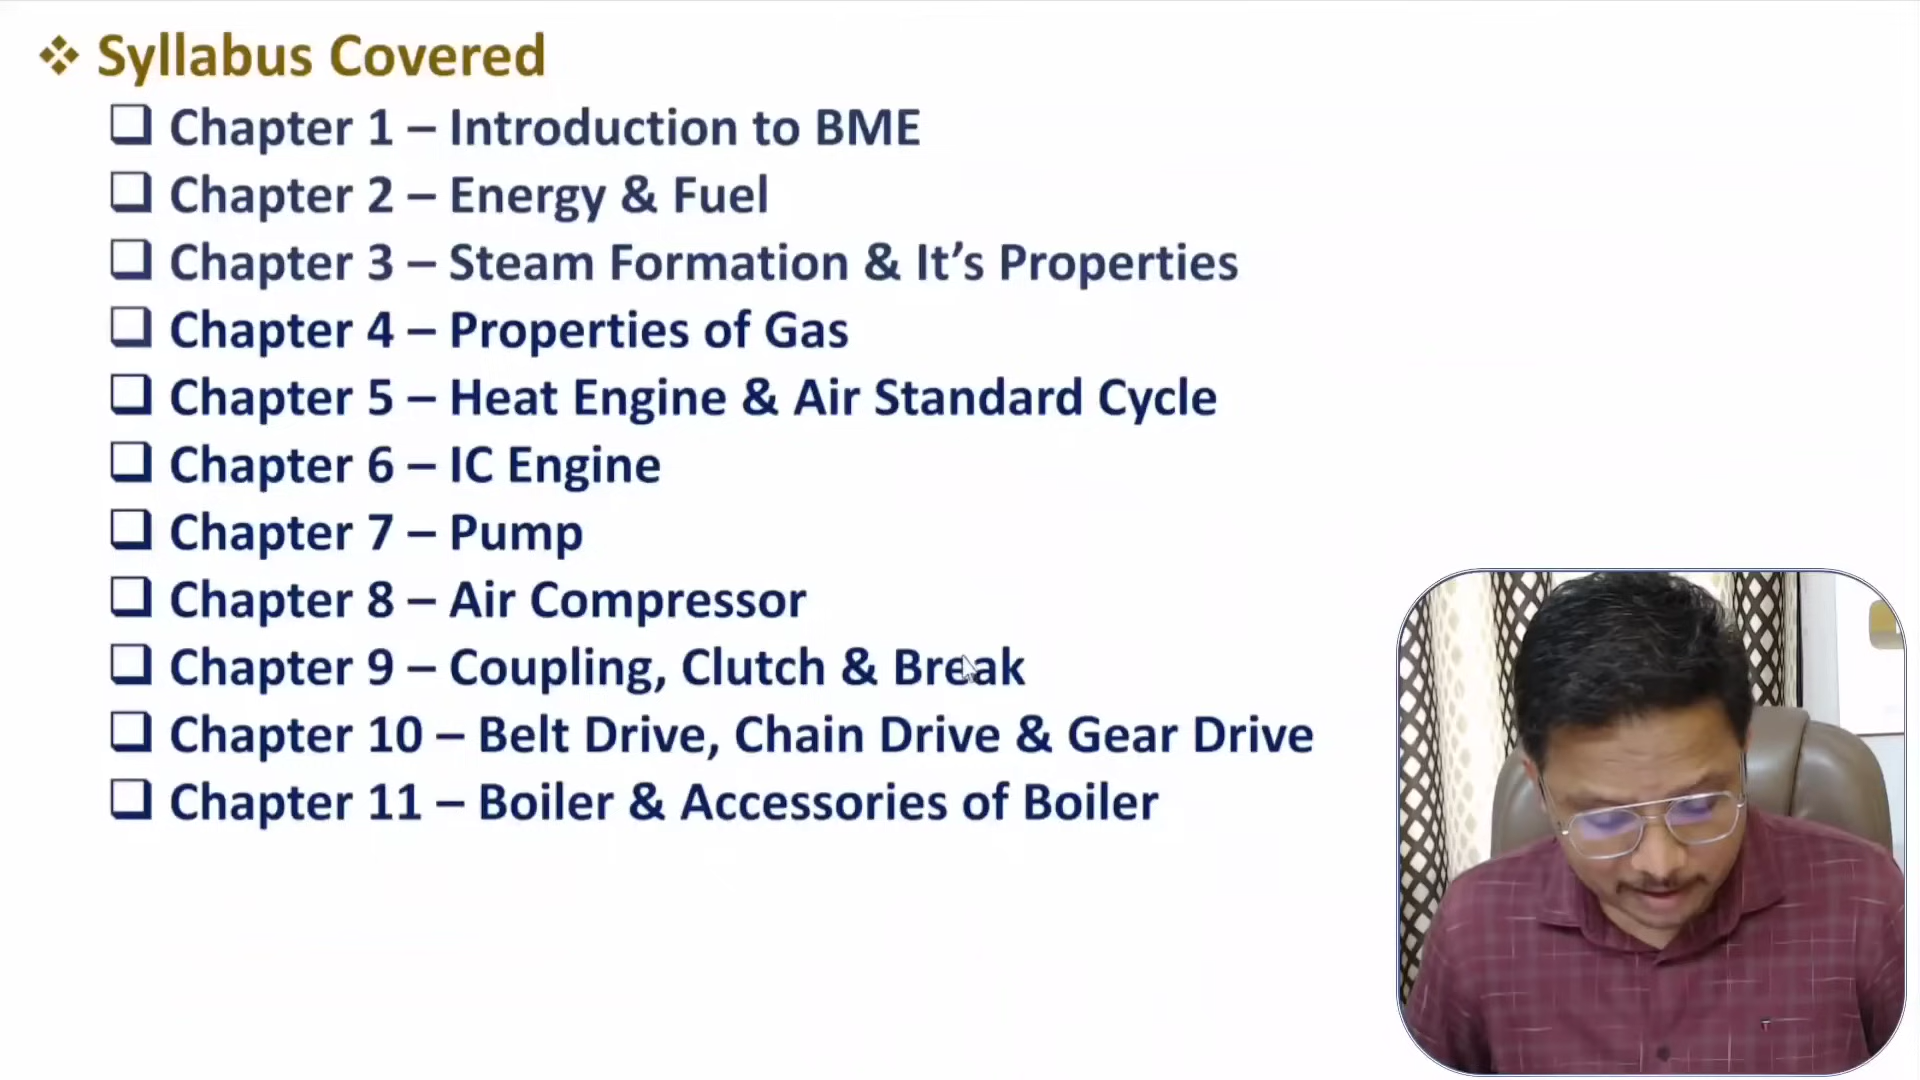 Syllabus Covered
Chapter 1 – Introduction to BME
Chapter 2 – Energy & Fuel
Chapter 3 – Steam Formation & It’s Properties
Chapter 4 – Properties of Gas
Chapter 5 – Heat Engine & Air Standard Cycle
Chapter 6 – IC Engine
Chapter 7 – Pump
Chapter 8 – Air Compressor
Chapter 9 – Coupling, Clutch & Break
Chapter 10 – Belt Drive, Chain Drive & Gear Drive
Chapter 11 – Boiler & Accessories of Boiler